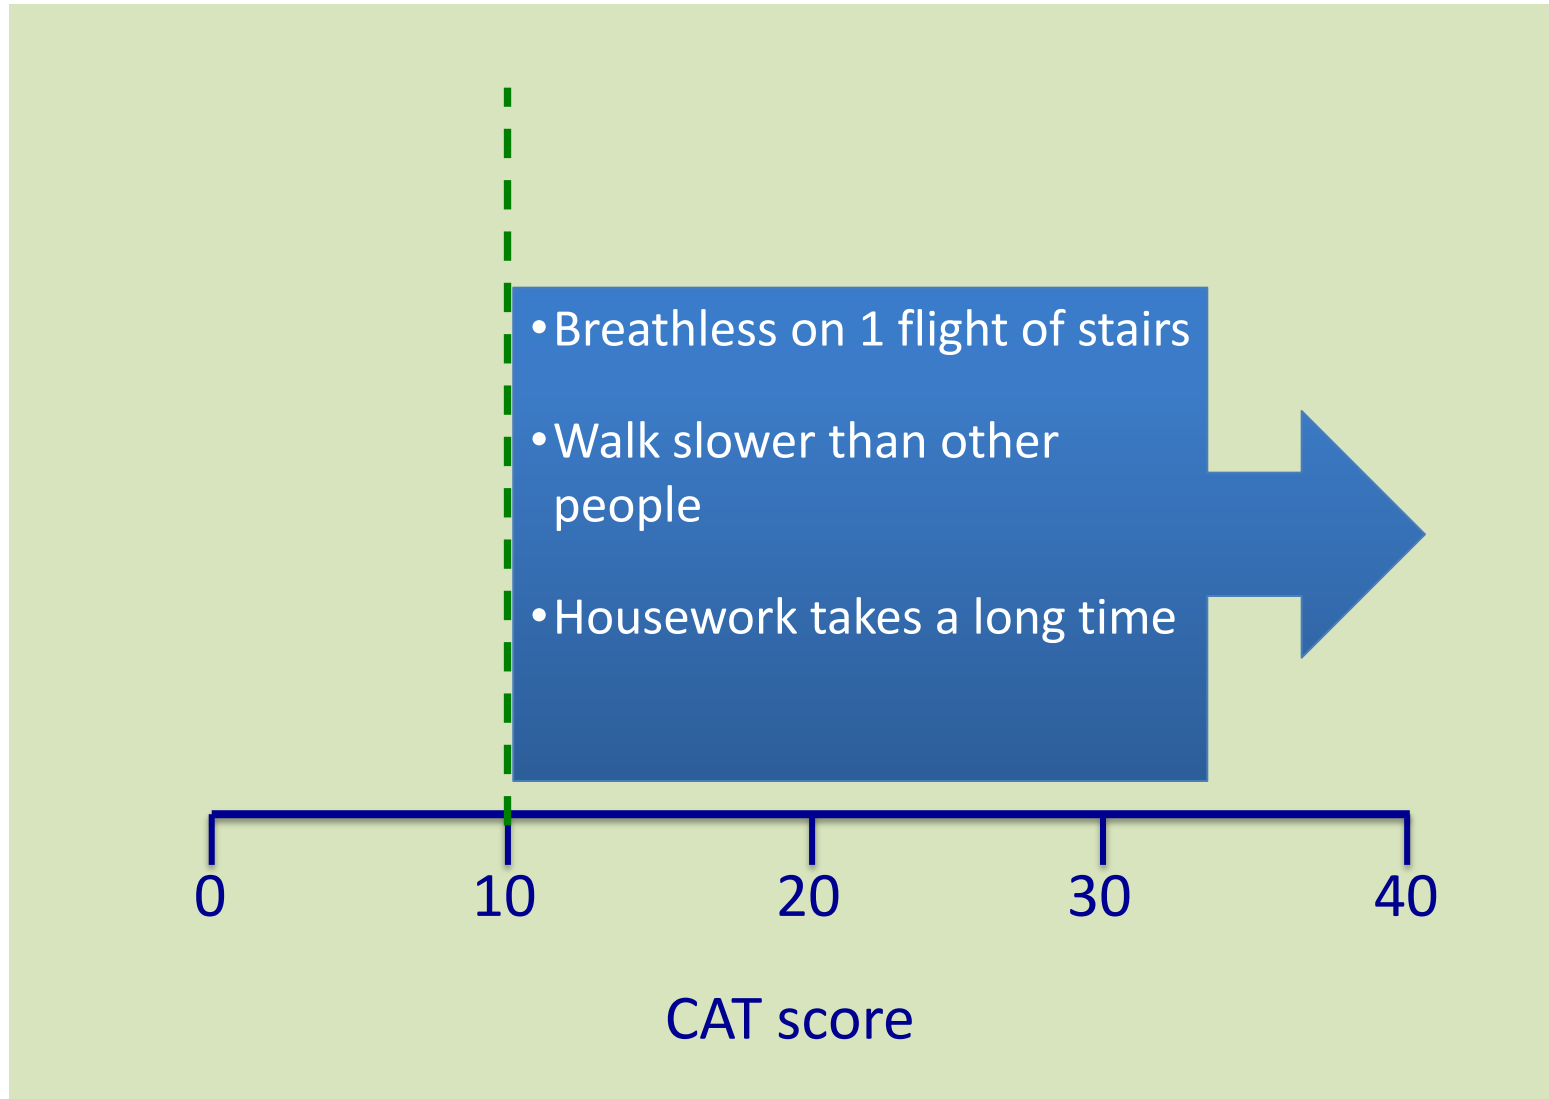 •Breathless on 1 flight of stairs
•Walk slower than other
people
•Housework takes a long time
0 10 20 30 40
CAT score